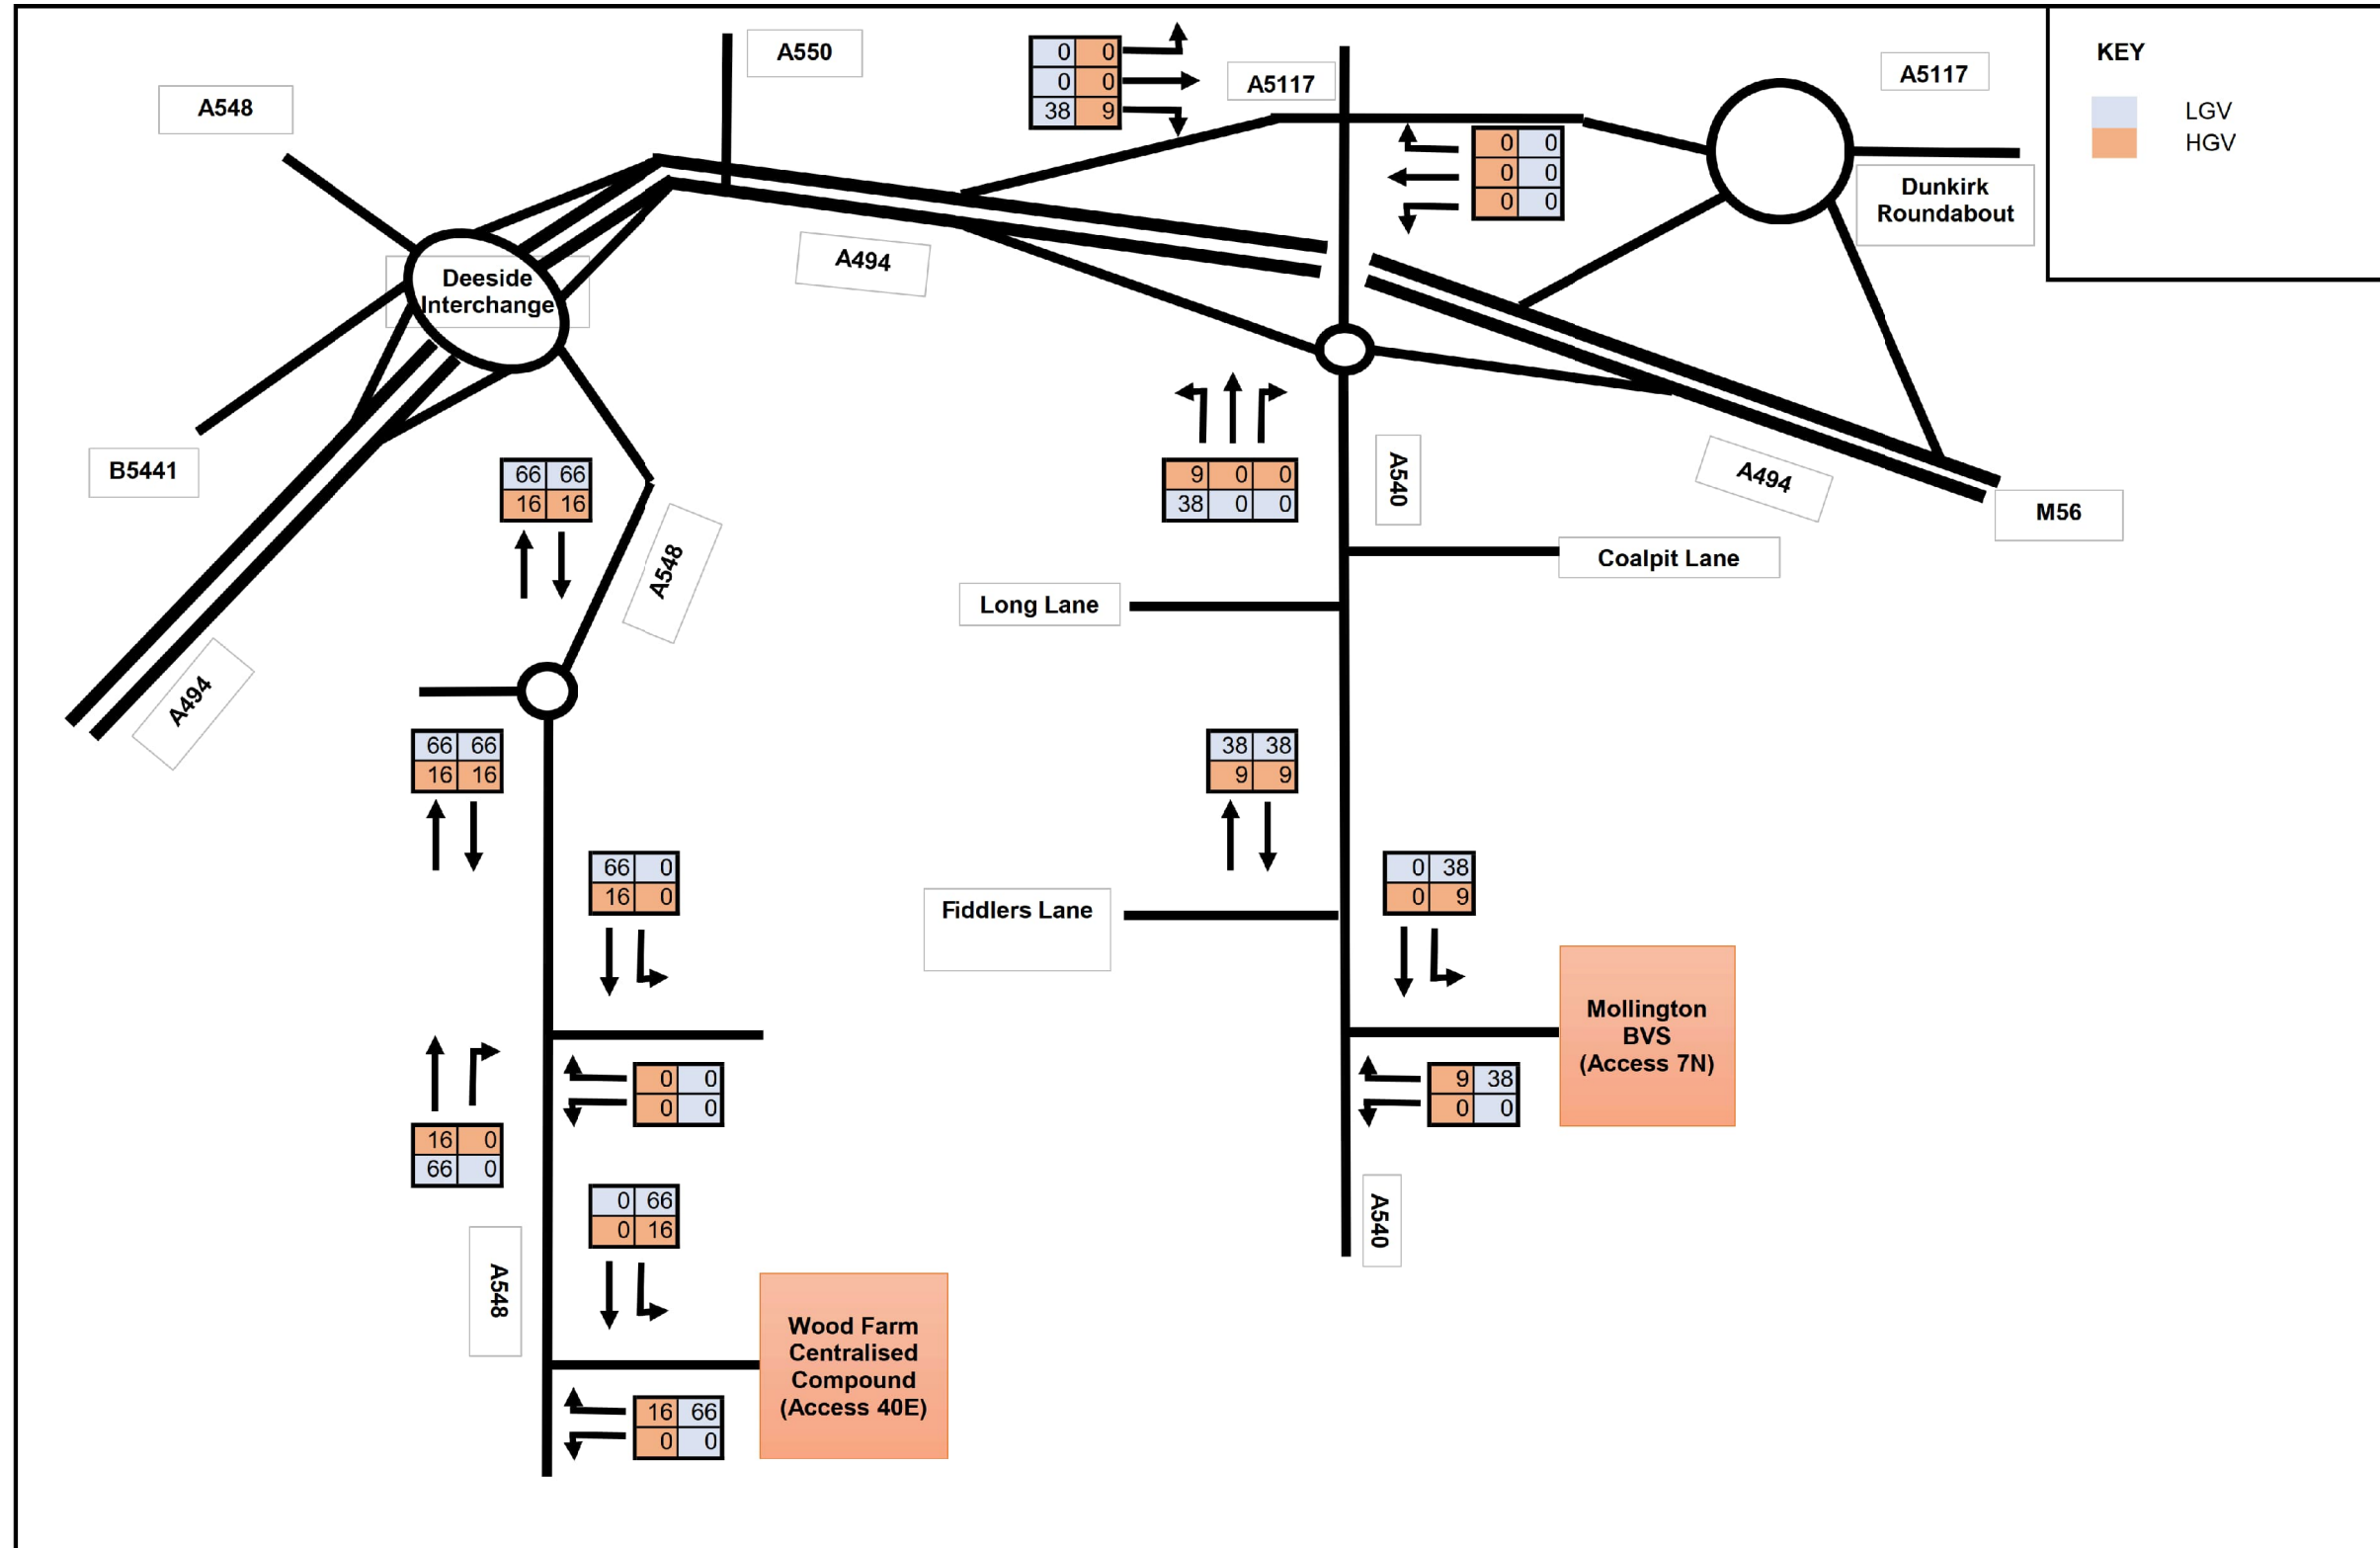 A550
A5117
A5117
KEY
LGV
HGV
A548
0 0
0 0
38 9
0 0
0 0
0 0
Dunkirk
Roundabout
A494
Deeside
Interchange
B5441
66 66
16 16
A548
9 0 0
38 0 0
A540
A494
M56
Coalpit Lane
Long Lane
A494
66 66
16 16
38 38
9 9
66 0
16 0
0 38
0 9
Fiddlers Lane
Mollington
BVS
(Access 7N)
0 0
0 0
9 38
0 0
16 0
66 0
0 66
0 16
A548
A540
Wood Farm
Centralised
Compound
(Access 40E)
16 66
0 0